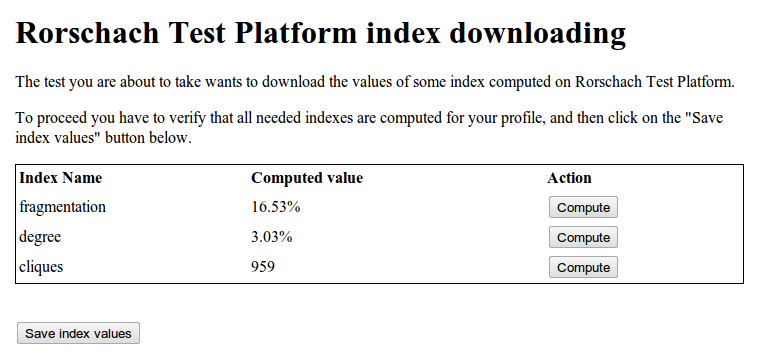 Rorschach Test Platform index downloading
The test you are about to take wants to download the values of some index computed on Rorschach Test Platform.
To proceed you have to verify that all needed indexes are computed for your profile, and then click on the "Save
index values" button below.
Index Name Computed value Action
fragmentation 16.53% Compute
degree 3.03% Compute
cliques 959 Compute
Save index values